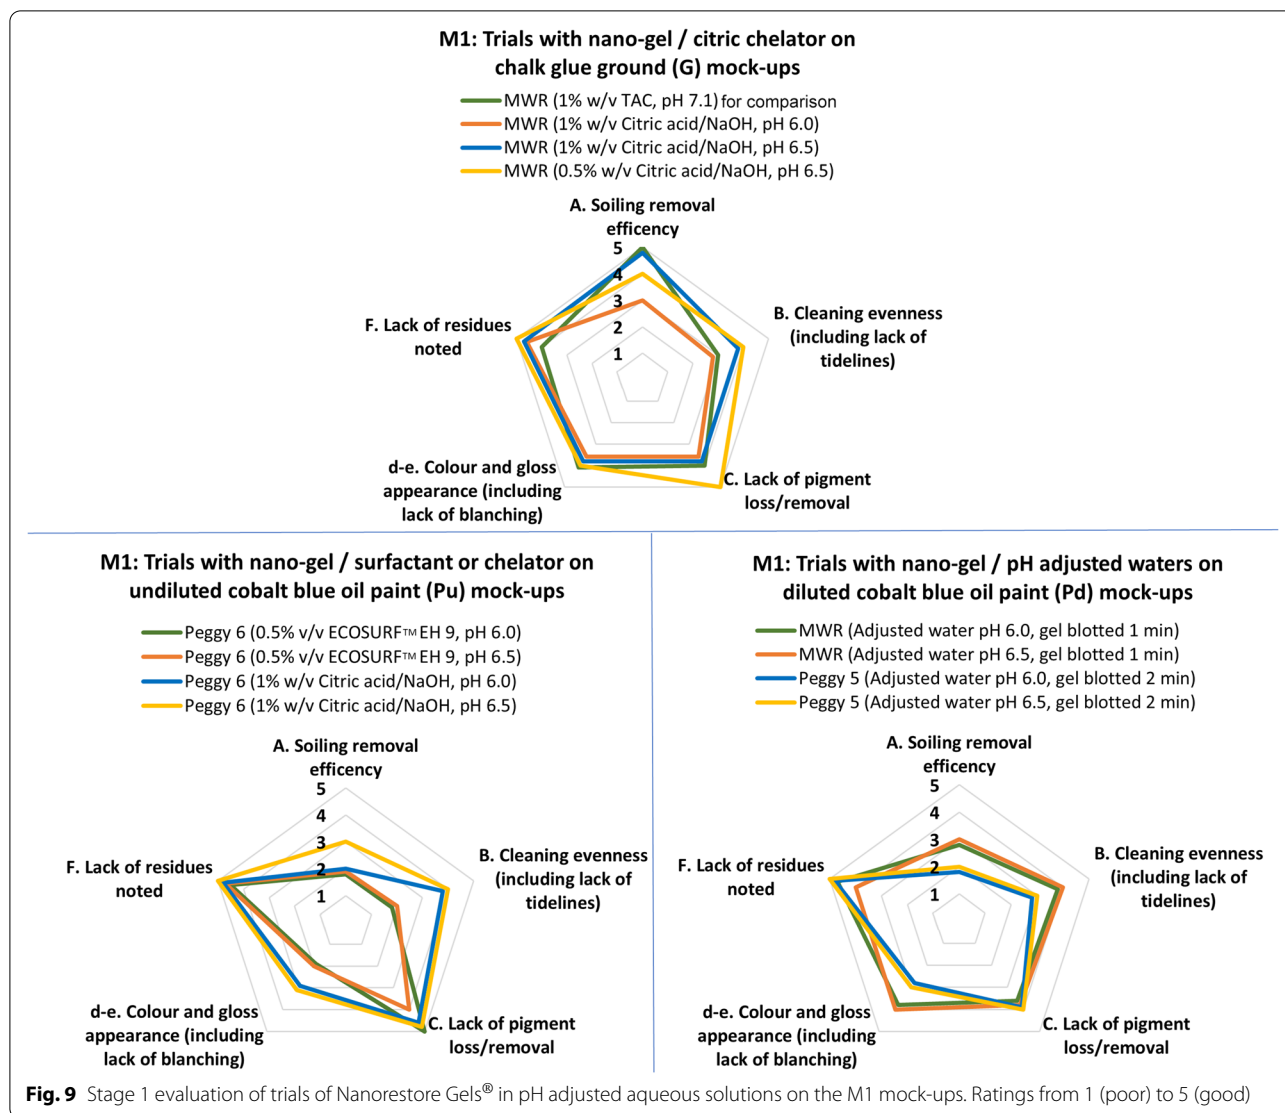 M1: Trials with nano-gel / citric chelator on
chalk glue ground (G) mock-ups
MWR (1% w/v TAC, pH 7.1) for comparison
MWR (1% w/v Citric acid/NaOH, pH 6.0)
MWR (1% w/v Citric acid/NaOH, pH 6.5)
MWR (0.5% w/v Citric acid/NaOH, pH 6.5)
A. Soiling removal
efficency
5
4
3
2
1
B. Cleaning evenness
(including lack of
tidelines)
C. Lack of pigment
loss/removal
d-e. Colour and gloss
appearance (including
lack of blanching)
F. Lack of residues
noted
M1: Trials with nano-gel / surfactant or chelator on
undiluted cobalt blue oil paint (Pu) mock-ups
Peggy 6 (0.5% v/v ECOSURF™ EH 9, pH 6.0)
Peggy 6 (0.5% v/v ECOSURF™ EH 9, pH 6.5)
Peggy 6 (1% w/v Citric acid/NaOH, pH 6.0)
Peggy 6 (1% w/v Citric acid/NaOH, pH 6.5)
A. Soiling removal
efficency
5
4
3
2
1
B. Cleaning evenness
(including lack of
tidelines)
C. Lack of pigment
loss/removal
d-e. Colour and gloss
appearance (including
lack of blanching)
F. Lack of residues
noted
M1: Trials with nano-gel / pH adjusted waters on
diluted cobalt blue oil paint (Pd) mock-ups
MWR (Adjusted water pH 6.0, gel blotted 1 min)
MWR (Adjusted water pH 6.5, gel blotted 1 min)
Peggy 5 (Adjusted water pH 6.0, gel blotted 2 min)
Peggy 5 (Adjusted water pH 6.5, gel blotted 2 min)
A. Soiling removal
efficency
5
4
3
2
1
B. Cleaning evenness
(including lack of
tidelines)
C. Lack of pigment
loss/removal
d-e. Colour and gloss
appearance (including
lack of blanching)
F. Lack of residues
noted
Fig. 9 Stage 1 evaluation of trials of Nanorestore Gels® in pH adjusted aqueous solutions on the M1 mock-ups. Ratings from 1 (poor) to 5 (good)